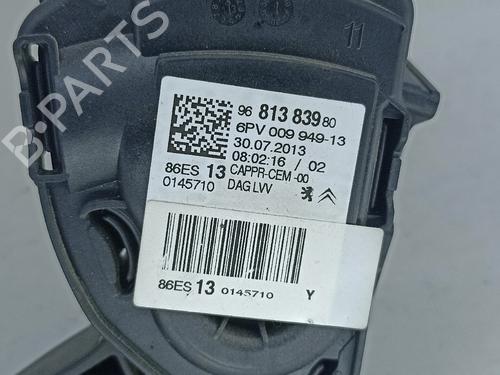 B-PARTS
11
96 813 839 80
6PV 009 949-13
30.07.2013
08:02:16 / 02
86ES 13 CAPPR-CEM -00
0145710 DAG LVV
86ES 13 0145710 Y